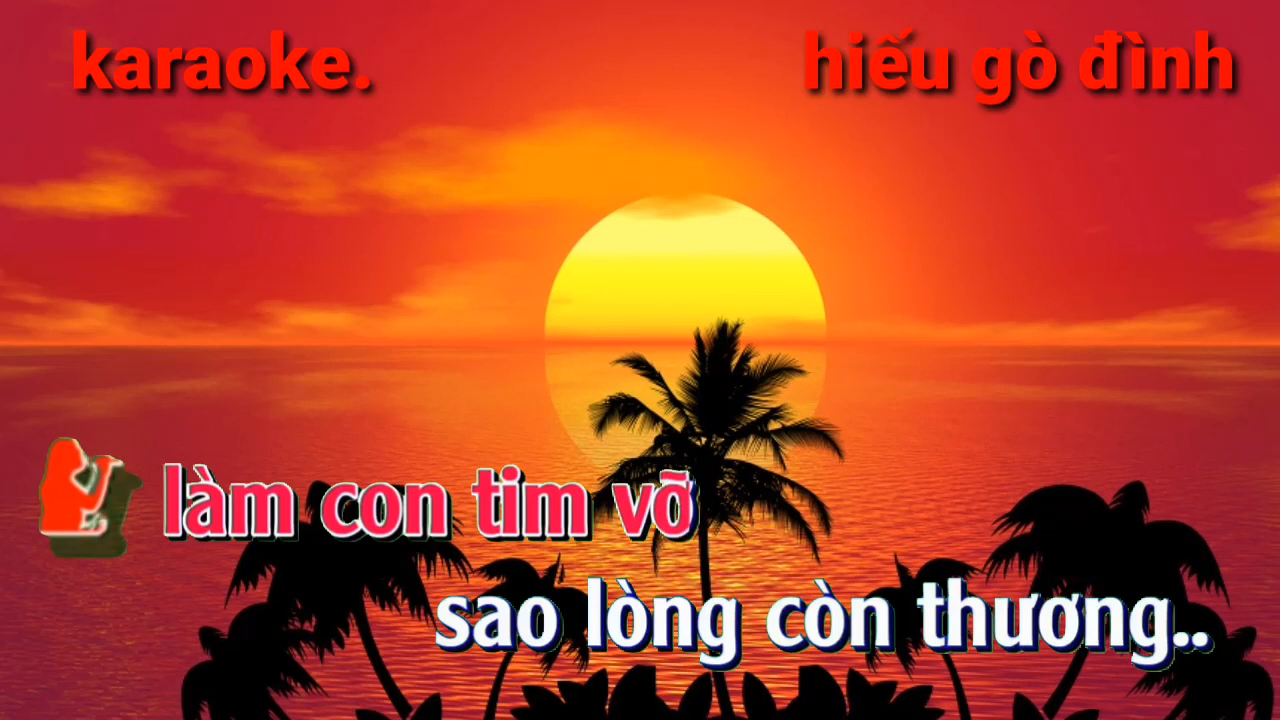 karaoke. hiếu gò đình
làm con tim vỡ
sao lòng còn thương..